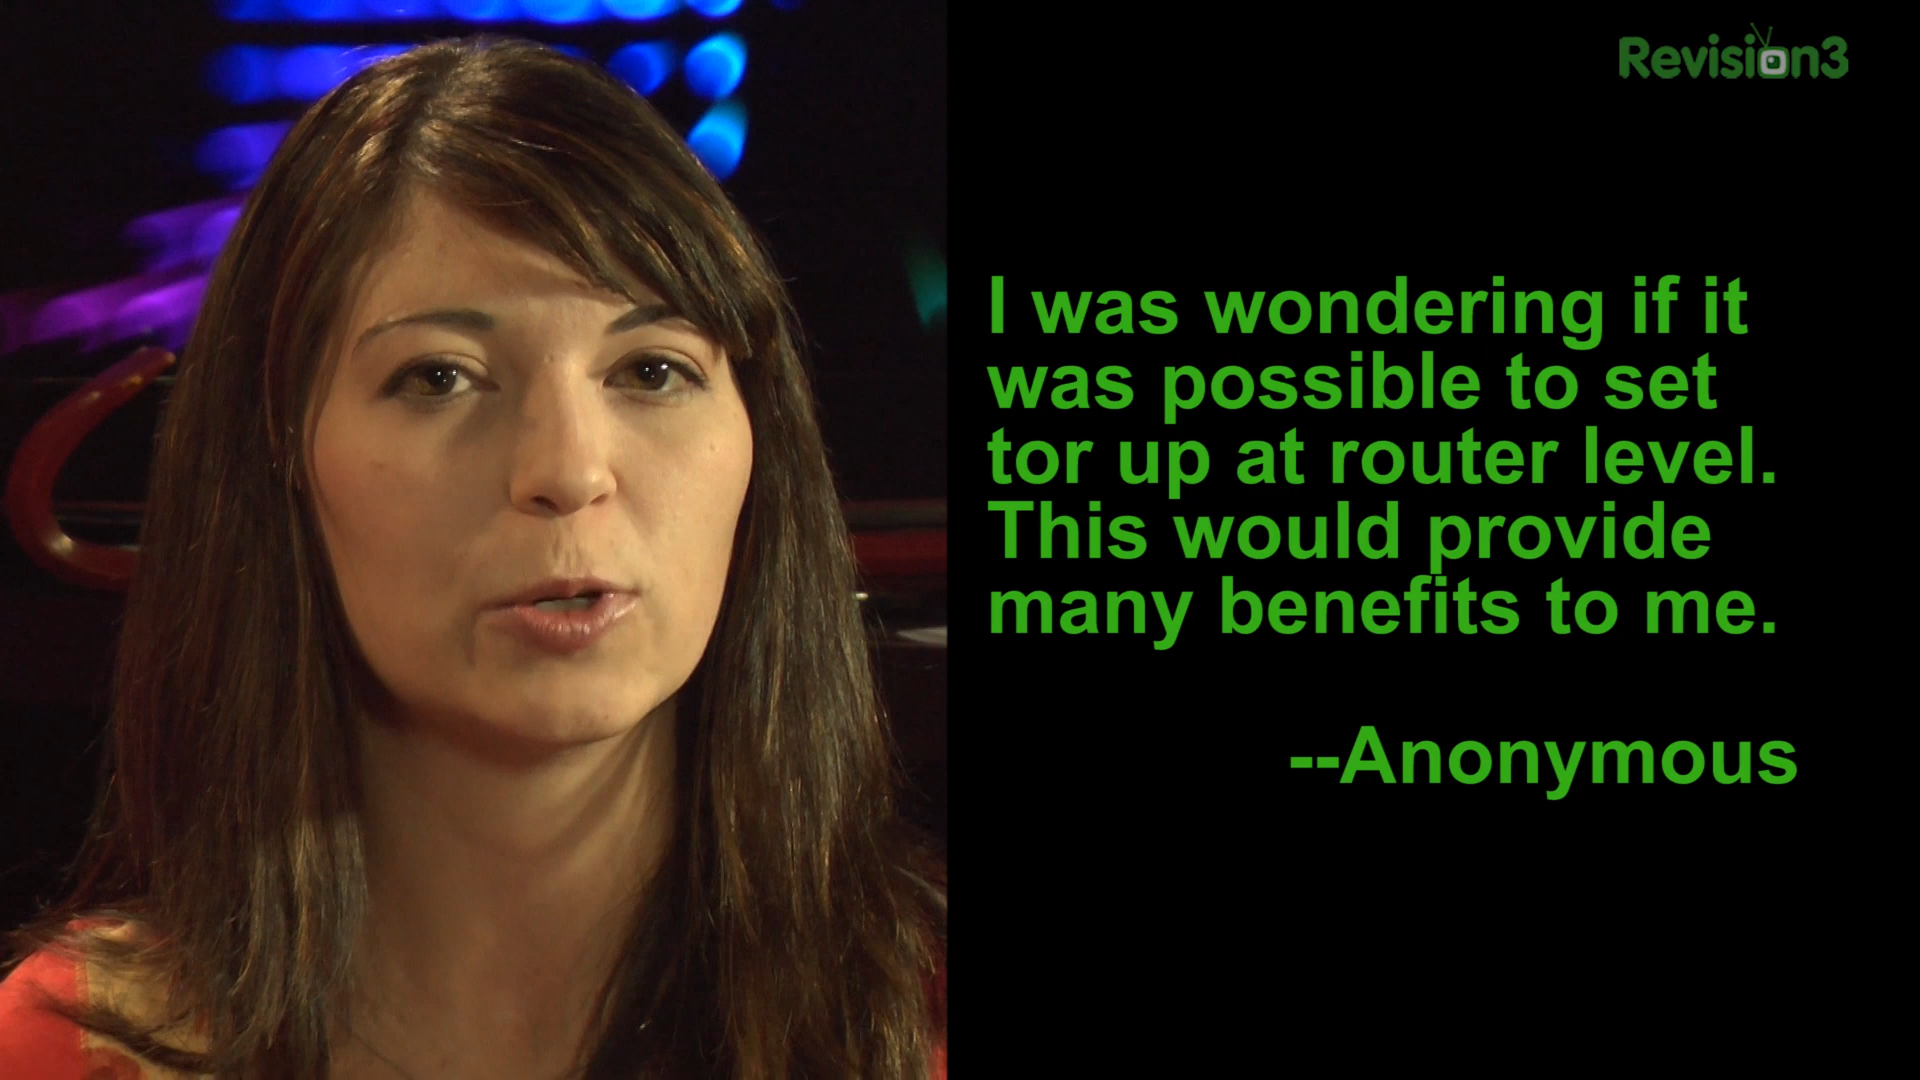 Revision3
I was wondering if it
was possible to set
tor up at router level.
This would provide
many benefits to me.
--Anonymous